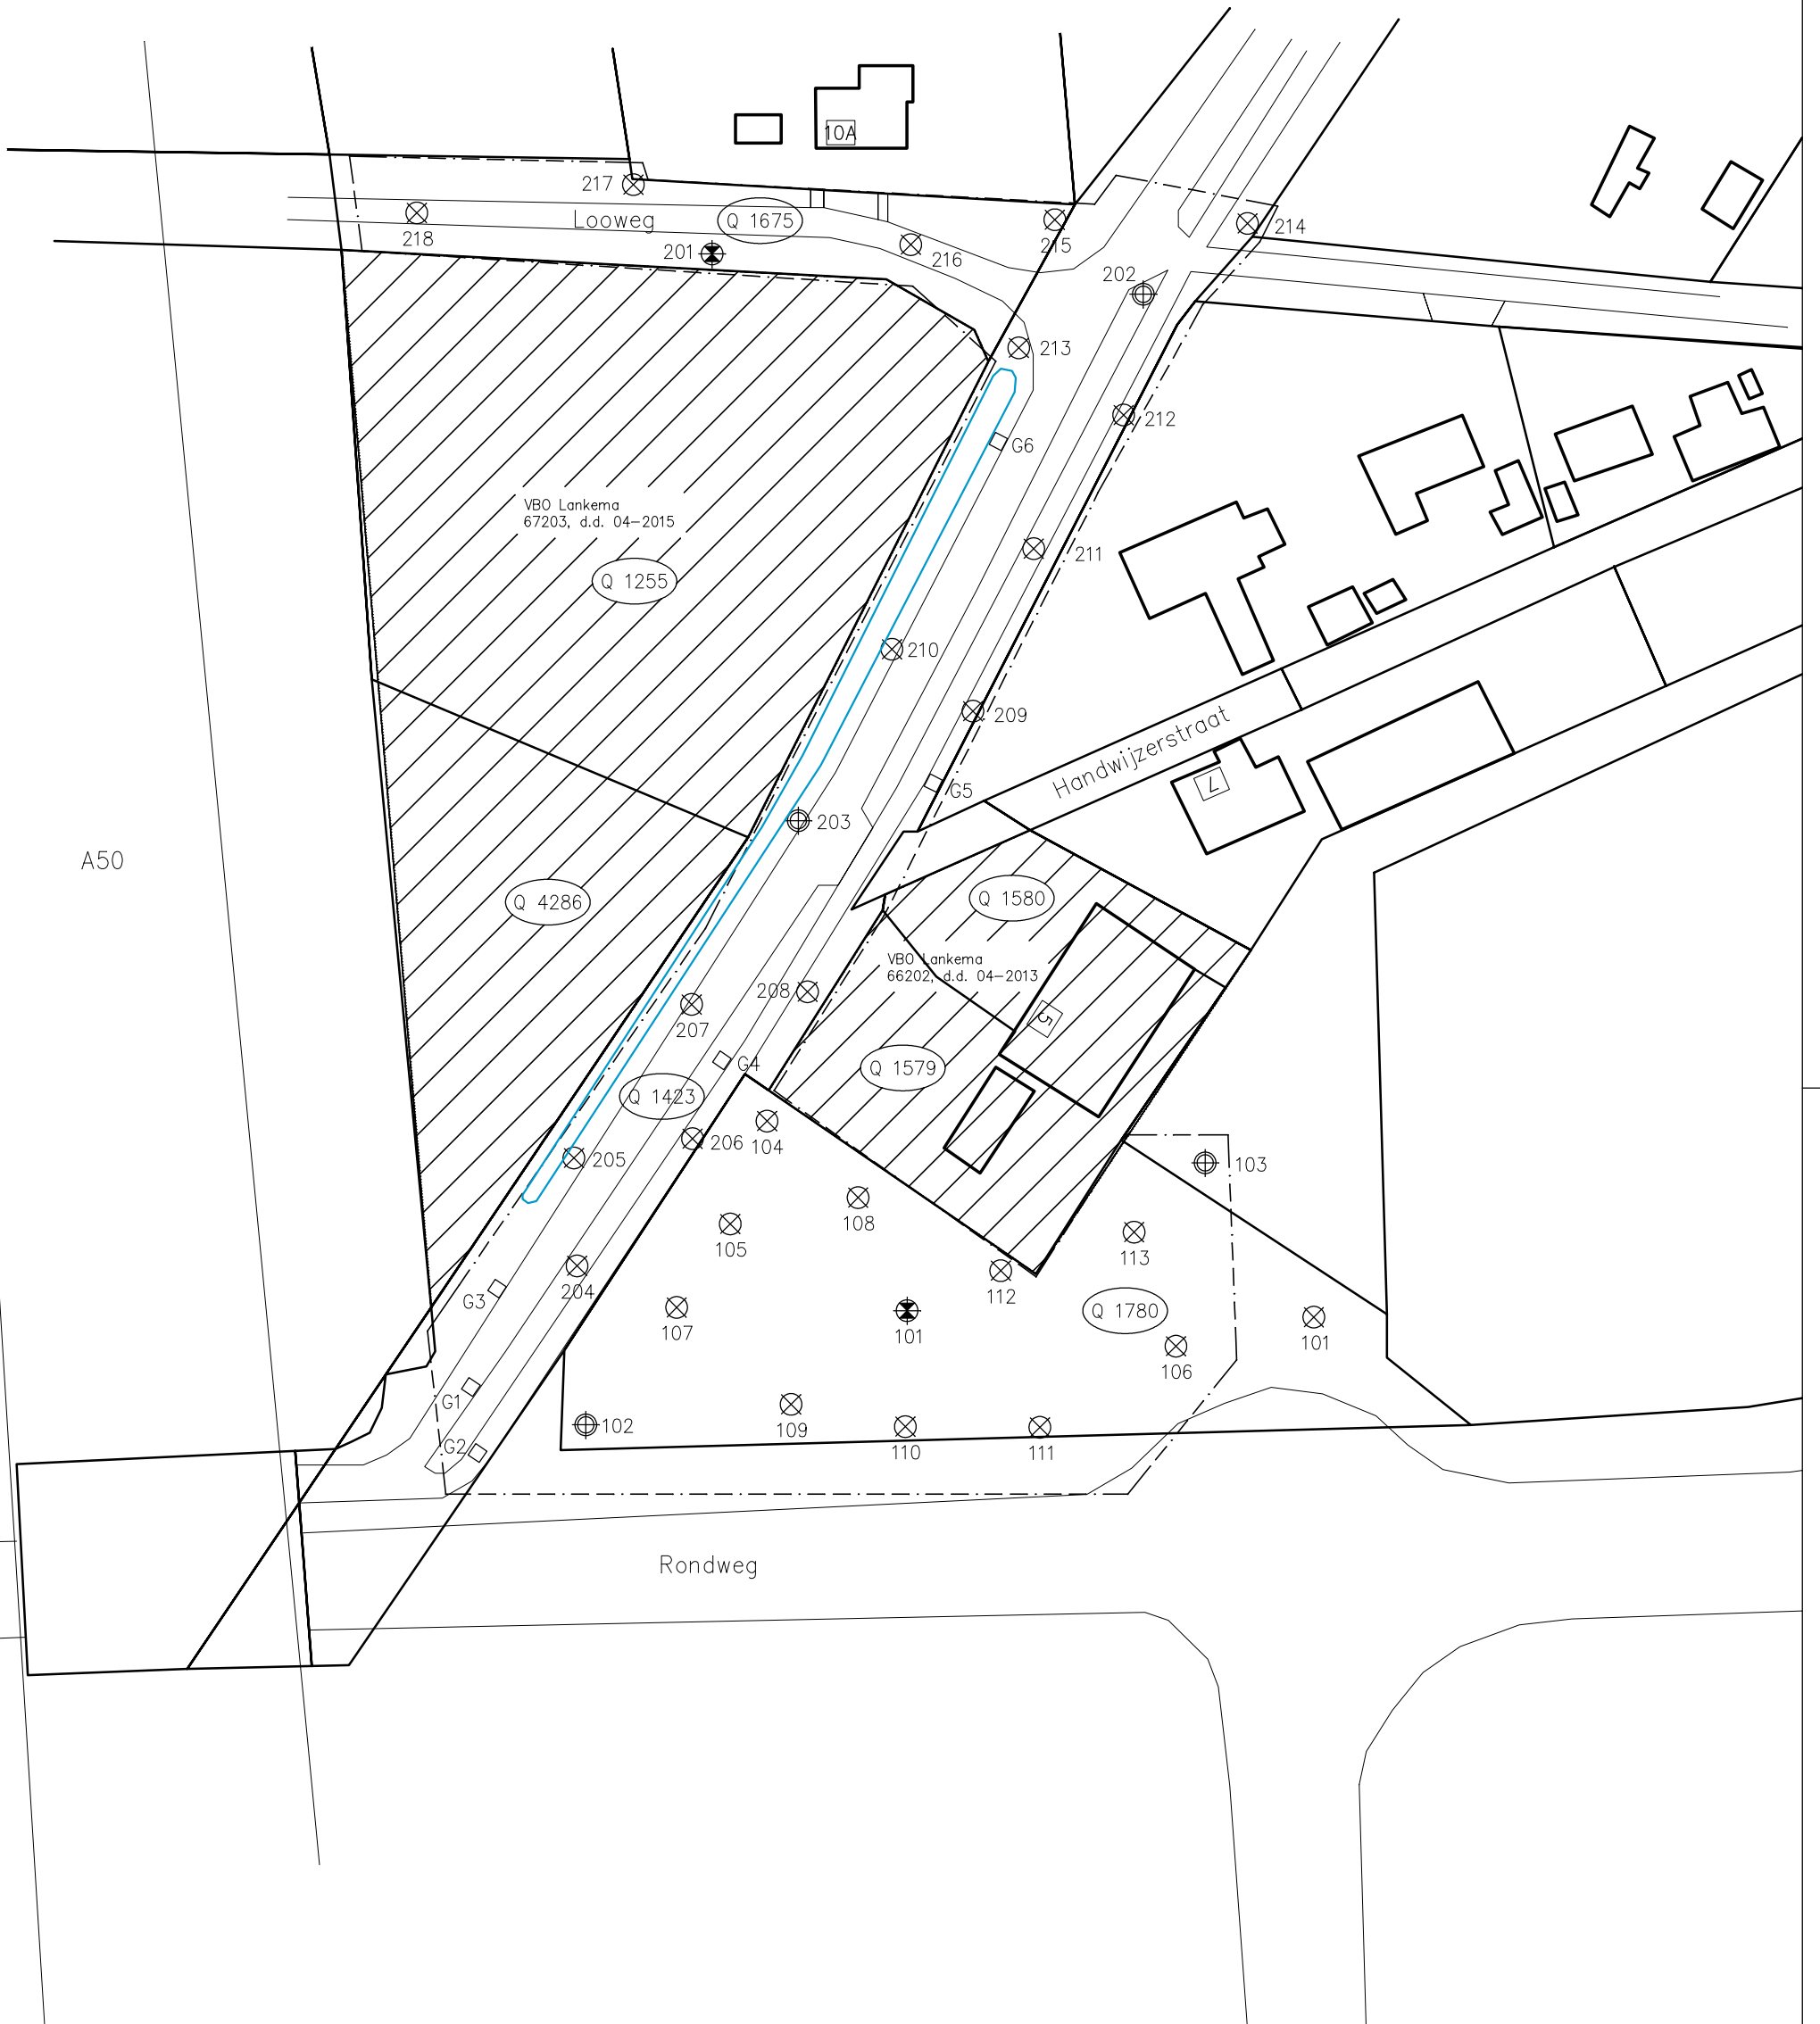 10A
217
Looweg
Q 1675
218
201
216
215
214
202
213
212
G6
VBO Lankema
67203, d.d. 04-2015
211
Q 1255
210
209
Handwijzerstraat
7
G5
203
A50
Q 4286
Q 1580
VBO Lankema
66202, d.d. 04-2013
208
207
5
G4
Q 1579
Q 1423
206
104
205
103
108
105
113
204
G3
112
107
101
Q 1780
101
106
G1
102
109
G2
110
111
Rondweg